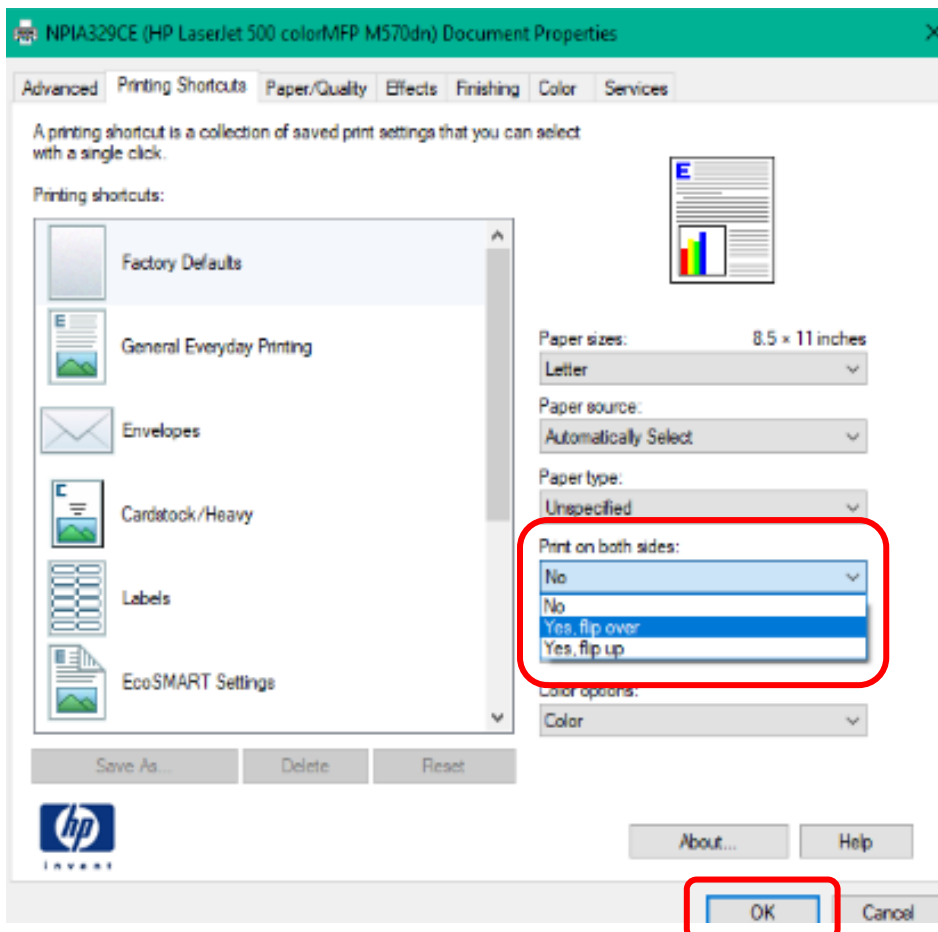 NPIA329CE (HP LaserJet 500 colorMFP M570dn) Document Properties
Advanced Printing Shortcuts Paper/Quality Effects Finishing Color Services
A printing shortcut is a collection of saved print settings that you can select
with a single click.
Printing shortcuts:
Factory Defaults
General Everyday Printing
Envelopes
Cardstock/Heavy
Labels
EcoSMART Settings
Save As... Delete Reset
E
Paper sizes: 8.5 × 11 inches
Letter
Paper source:
Automatically Select
Paper type:
Unspecified
Print on both sides:
No
No
Yes, flip over
Yes, flip up
Color options:
Color
hp
invent
About... Help
OK Cancel